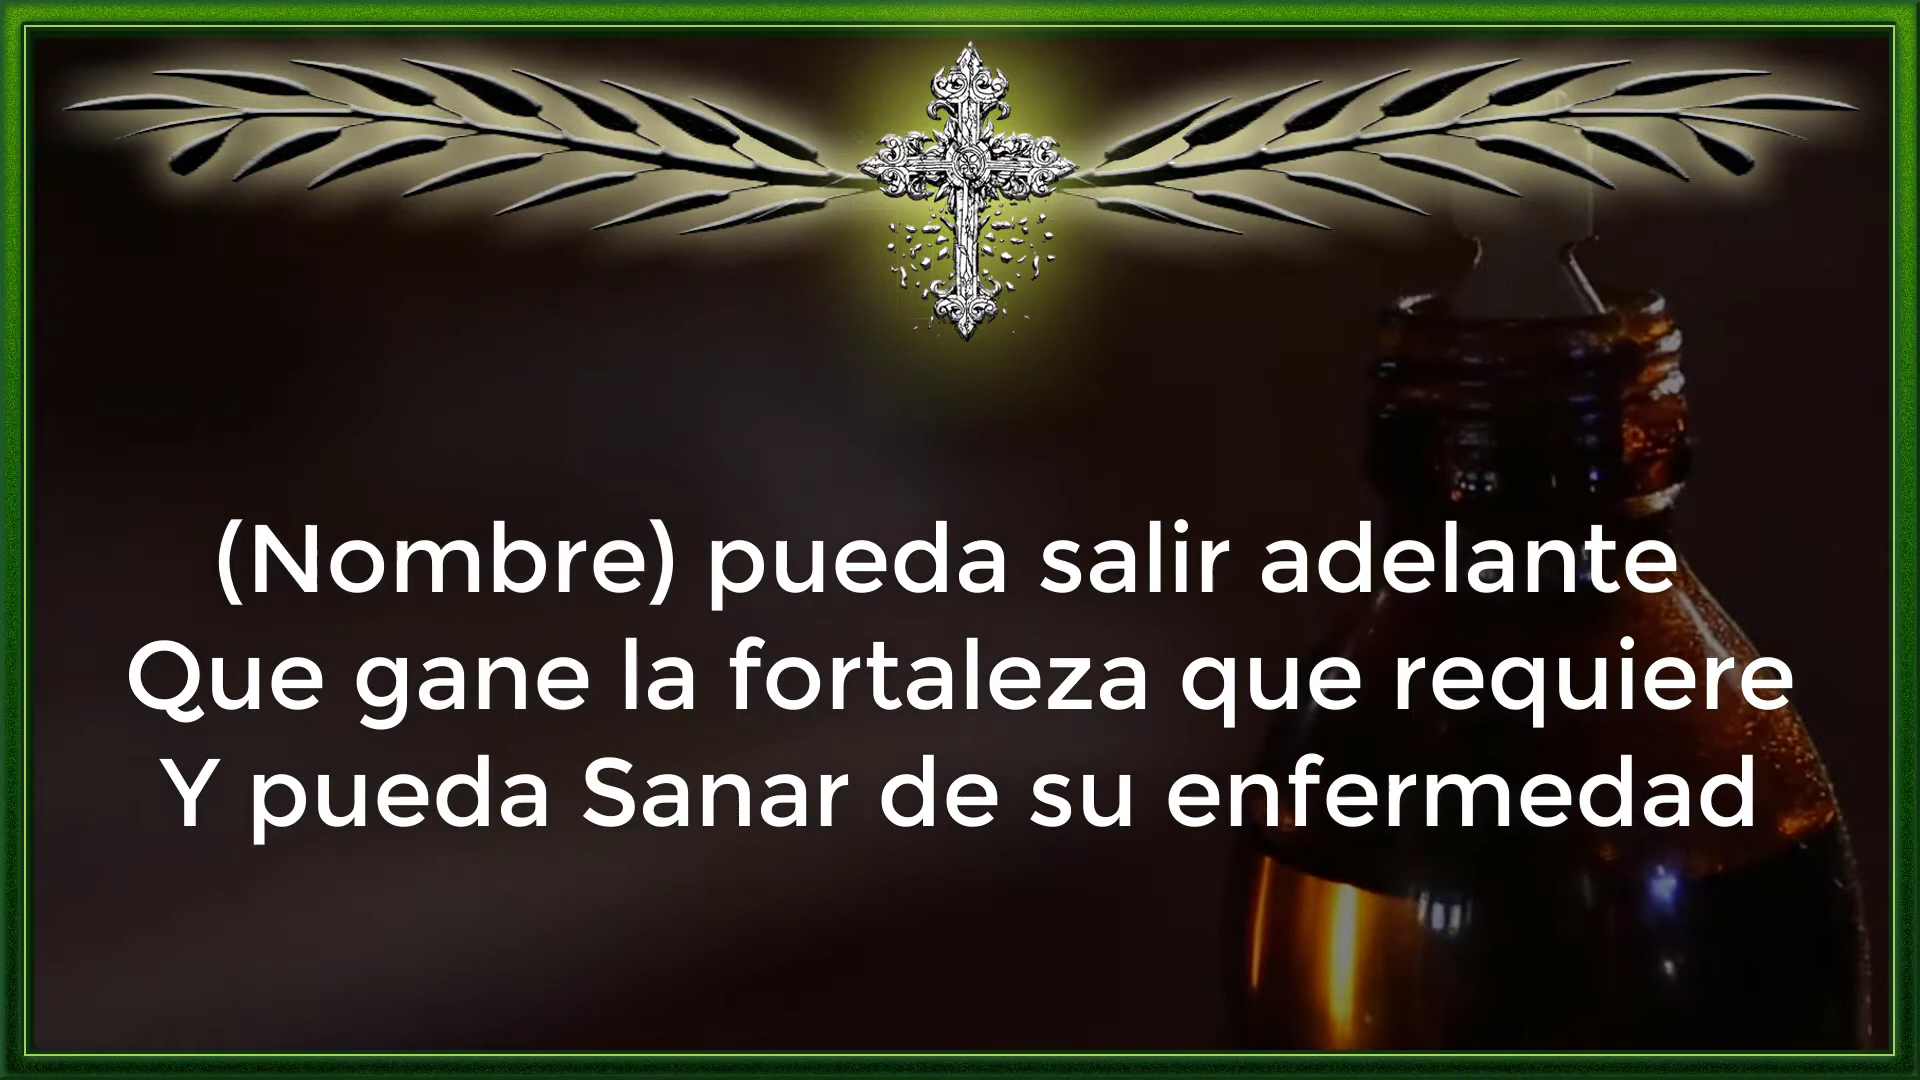 (Nombre) pueda salir adelante
Que gane la fortaleza que requiere
Y pueda Sanar de su enfermedad